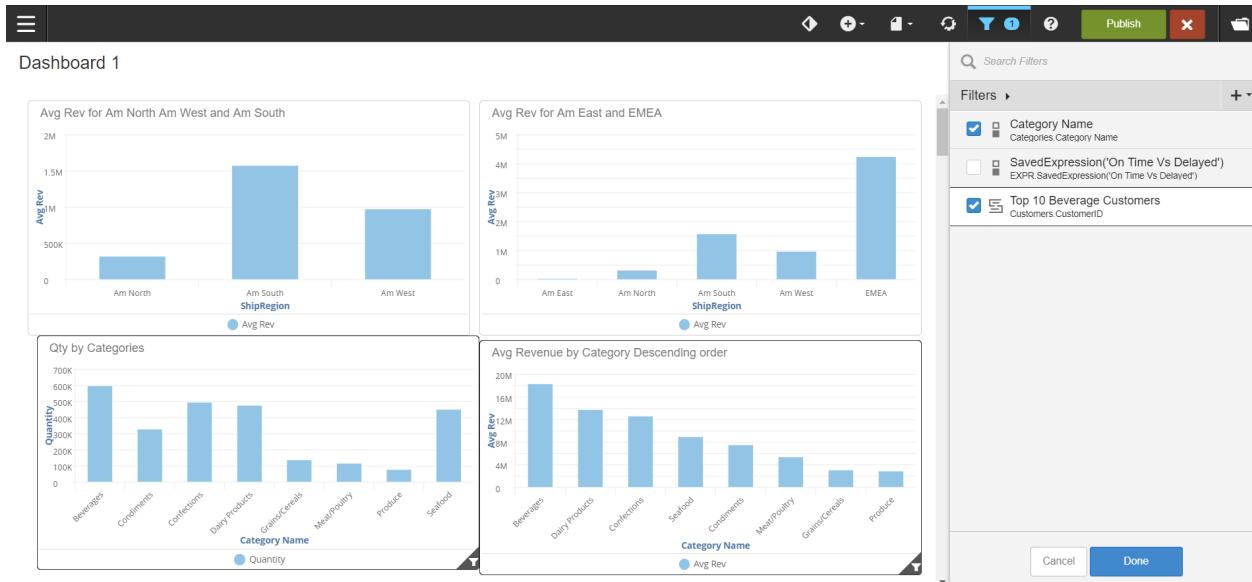 1
Publish
Dashboard 1
Search Filters
Filters
Category Name
Categories.Category Name
SavedExpression('On Time Vs Delayed')
EXPR.SavedExpression('On Time Vs Delayed')
Top 10 Beverage Customers
Customers.CustomerID
Cancel
Done
Avg Rev for Am North Am West and Am South
2M
1.5M
1M
500K
0
Avg Rev
Am North
Am South
Am West
ShipRegion
Avg Rev
Avg Rev for Am East and EMEA
5M
4M
3M
2M
1M
0
Avg Rev
Am East
Am North
Am South
Am West
EMEA
ShipRegion
Avg Rev
Qty by Categories
700K
600K
500K
400K
300K
200K
100K
0
Quantity
Beverages
Condiments
Confections
Dairy Products
Grains/Cereals
Meat/Poultry
Produce
Seafood
Category Name
Quantity
Avg Revenue by Category Descending order
20M
16M
12M
8M
4M
0
Avg Rev
Beverages
Dairy Products
Confections
Seafood
Condiments
Meat/Poultry
Grains/Cereals
Produce
Category Name
Avg Rev